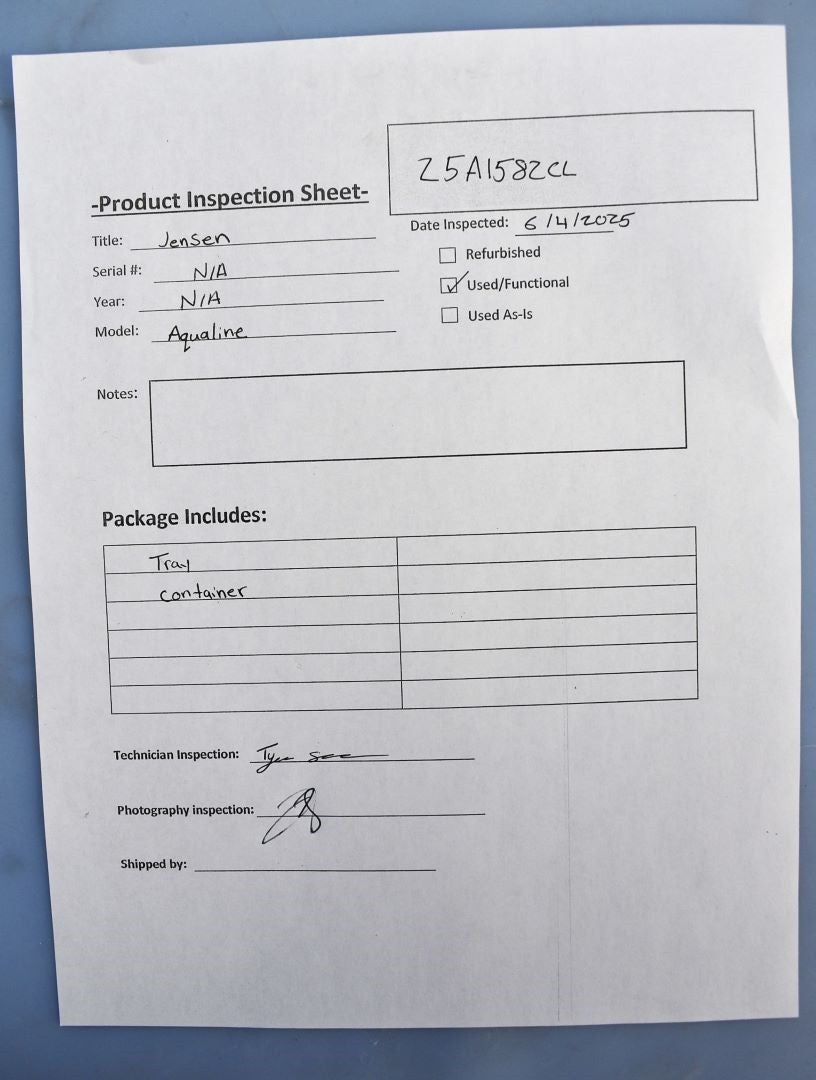 25A1582CL
-Product Inspection Sheet-
Date Inspected: 6/4/2025
Title: Jensen
Refurbished
Serial #: N/A
Used/Functional
Year: N/A
Used As-Is
Model: Aqualine
Notes:
Package Includes:
Tray
container
Technician Inspection:
Photography inspection:
Shipped by: